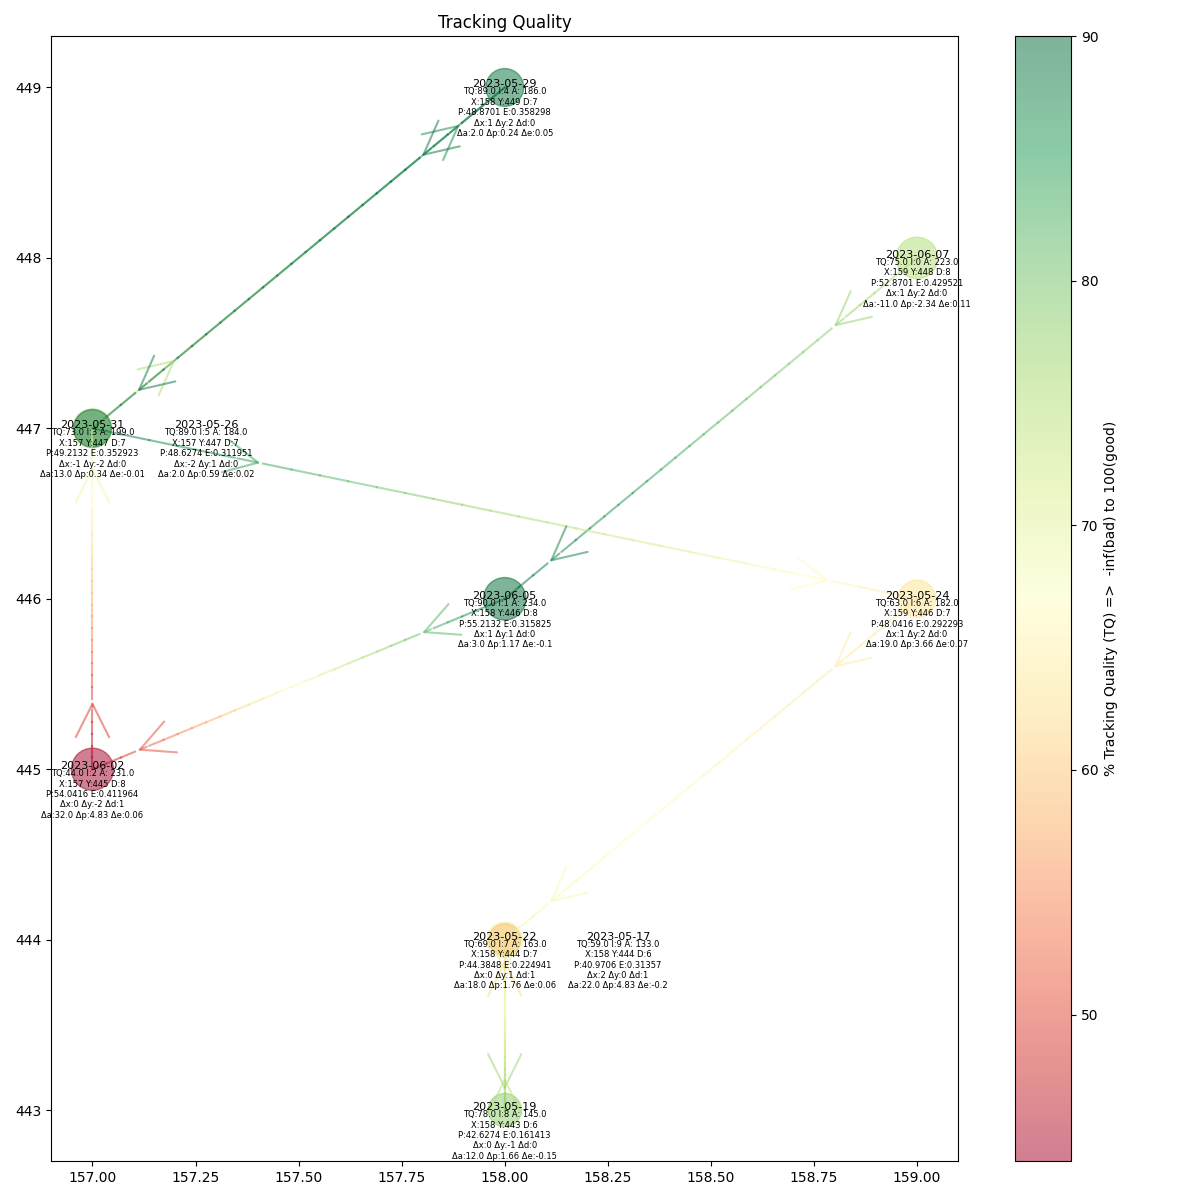 Tracking Quality
449
448
447
446
445
444
443
2023-05-29
TQ:89.0 I:4 A: 186.0
X:158 Y:449 D:7
P:48.8701 E:0.358298
Δx:1 Δy:2 Δd:0
Δa:2.0 Δp:0.24 Δe:0.05
2023-06-07
TQ:75.0 I:0 A: 223.0
X:159 Y:448 D:8
P:52.8701 E:0.429521
Δx:1 Δy:2 Δd:0
Δa:-11.0 Δp:-2.34 Δe:0.11
2023-05-31
TQ:73.0 I:3 A: 199.0
X:157 Y:447 D:7
P:49.2132 E:0.352923
Δx:-1 Δy:-2 Δd:0
Δa:13.0 Δp:0.34 Δe:-0.01
2023-05-26
TQ:89.0 I:5 A: 184.0
X:157 Y:447 D:7
P:48.6274 E:0.311951
Δx:-2 Δy:1 Δd:0
Δa:2.0 Δp:0.59 Δe:0.02
2023-06-05
TQ:90.0 I:1 A: 234.0
X:158 Y:446 D:8
P:55.2132 E:0.315825
Δx:1 Δy:1 Δd:0
Δa:3.0 Δp:1.17 Δe:-0.1
2023-05-24
TQ:63.0 I:6 A: 182.0
X:159 Y:446 D:7
P:48.0416 E:0.292293
Δx:1 Δy:2 Δd:0
Δa:19.0 Δp:3.66 Δe:0.07
2023-06-02
TQ:44.0 I:2 A: 231.0
X:157 Y:445 D:8
P:54.0416 E:0.411964
Δx:0 Δy:-2 Δd:1
Δa:32.0 Δp:4.83 Δe:0.06
2023-05-22
TQ:69.0 I:7 A: 163.0
X:158 Y:444 D:7
P:44.3848 E:0.224941
Δx:0 Δy:1 Δd:1
Δa:18.0 Δp:1.76 Δe:0.06
2023-05-17
TQ:59.0 I:9 A: 133.0
X:158 Y:444 D:6
P:40.9706 E:0.31357
Δx:2 Δy:0 Δd:1
Δa:22.0 Δp:4.83 Δe:-0.2
2023-05-19
TQ:78.0 I:8 A: 145.0
X:158 Y:443 D:6
P:42.6274 E:0.161413
Δx:0 Δy:-1 Δd:0
Δa:12.0 Δp:1.66 Δe:-0.15
157.00 157.25 157.50 157.75 158.00 158.25 158.50 158.75 159.00
90
80
70
60
50
% Tracking Quality (TQ) => -inf(bad) to 100(good)